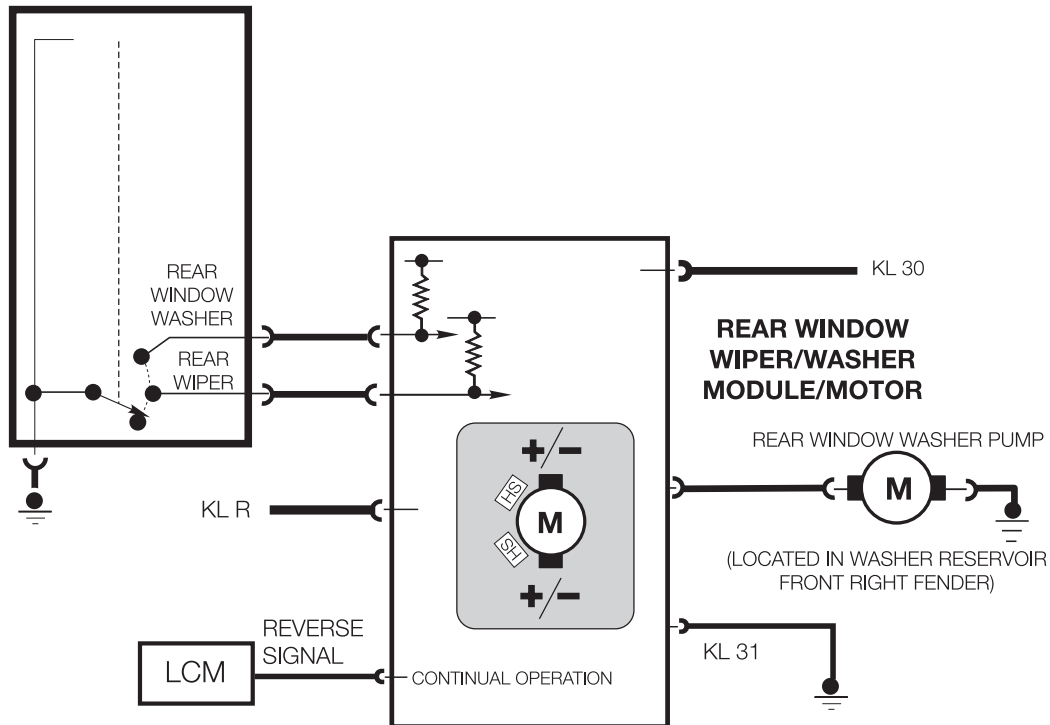 REAR
WINDOW
WASHER
REAR
WIPER
KL 30
REAR WINDOW
WIPER/WASHER
MODULE/MOTOR
REAR WINDOW WASHER PUMP
+/−
HS
M
HS
+/−
M
KL R
(LOCATED IN WASHER RESERVOIR
FRONT RIGHT FENDER)
REVERSE
SIGNAL
KL 31
LCM
CONTINUAL OPERATION